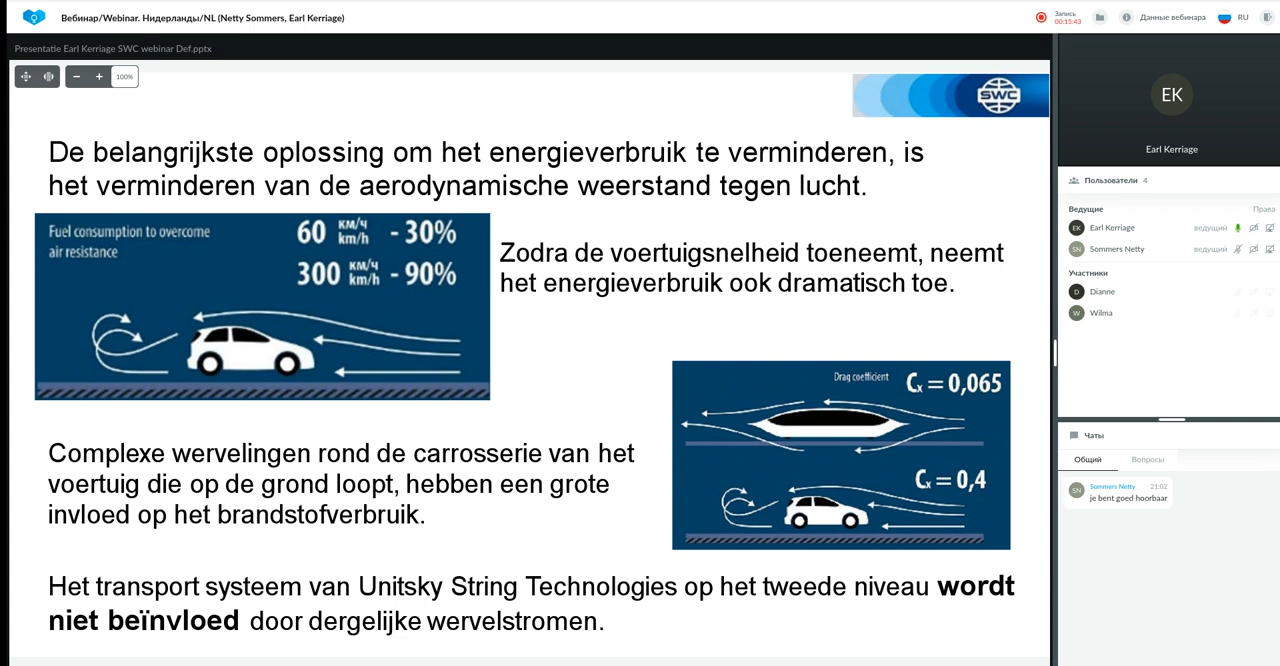 Вебинар/Webinar. Нидерланды/NL (Netty Sommers, Earl Kerriage)
Запись
00:15:43
Данные вебинара
RU
Presentatie Earl Kerriage SWC webinar Def.pptx
100%
SWC
De belangrijkste oplossing om het energieverbruik te verminderen, is
het verminderen van de aerodynamische weerstand tegen lucht.
Fuel consumption to overcome
air resistance
60 км/ч km/h - 30%
300 км/ч km/h - 90%
Zodra de voertuigsnelheid toeneemt, neemt
het energieverbruik ook dramatisch toe.
Drag coefficient Cx = 0,065
Cx = 0,4
Complexe wervelingen rond de carrosserie van het
voertuig die op de grond loopt, hebben een grote
invloed op het brandstofverbruik.
Het transport systeem van Unitsky String Technologies op het tweede niveau wordt
niet beïnvloed door dergelijke wervelstromen.
EK
Earl Kerriage
Пользователи 4
Ведущие Права
EK Earl Kerriage ведущий
SN Sommers Netty ведущий
Участники
D Dianne
W Wilma
Чаты
Общий Вопросы
SN Sommers Netty 21:02
je bent goed hoorbaar